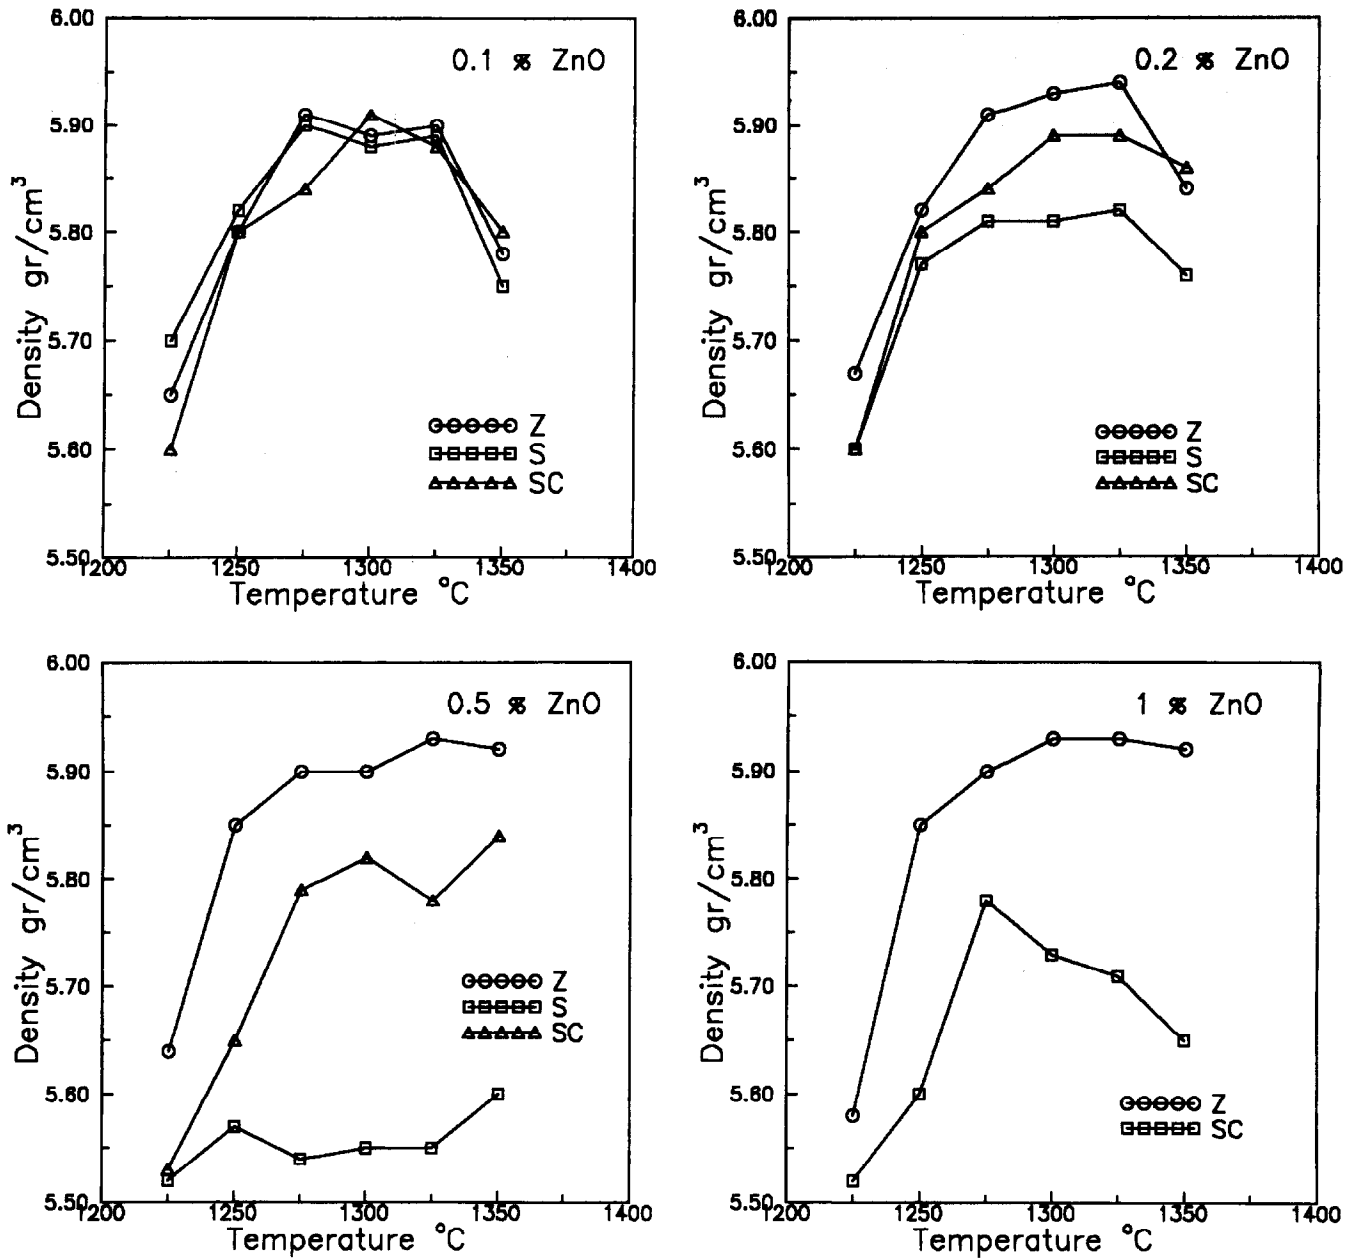 6.00
0.1 % ZnO
5.90
5.80
5.70
5.60
5.50
Density gr/cm³
Z
S
SC
1200 1250 1300 1350 1400
Temperature °C
6.00
0.2 % ZnO
5.90
5.80
5.70
5.60
5.50
Density gr/cm³
Z
S
SC
1200 1250 1300 1350 1400
Temperature °C
6.00
0.5 % ZnO
5.90
5.80
5.70
5.60
5.50
Density gr/cm³
Z
S
SC
1200 1250 1300 1350 1400
Temperature °C
6.00
1 % ZnO
5.90
5.80
5.70
5.60
5.50
Density gr/cm³
Z
SC
1200 1250 1300 1350 1400
Temperature °C